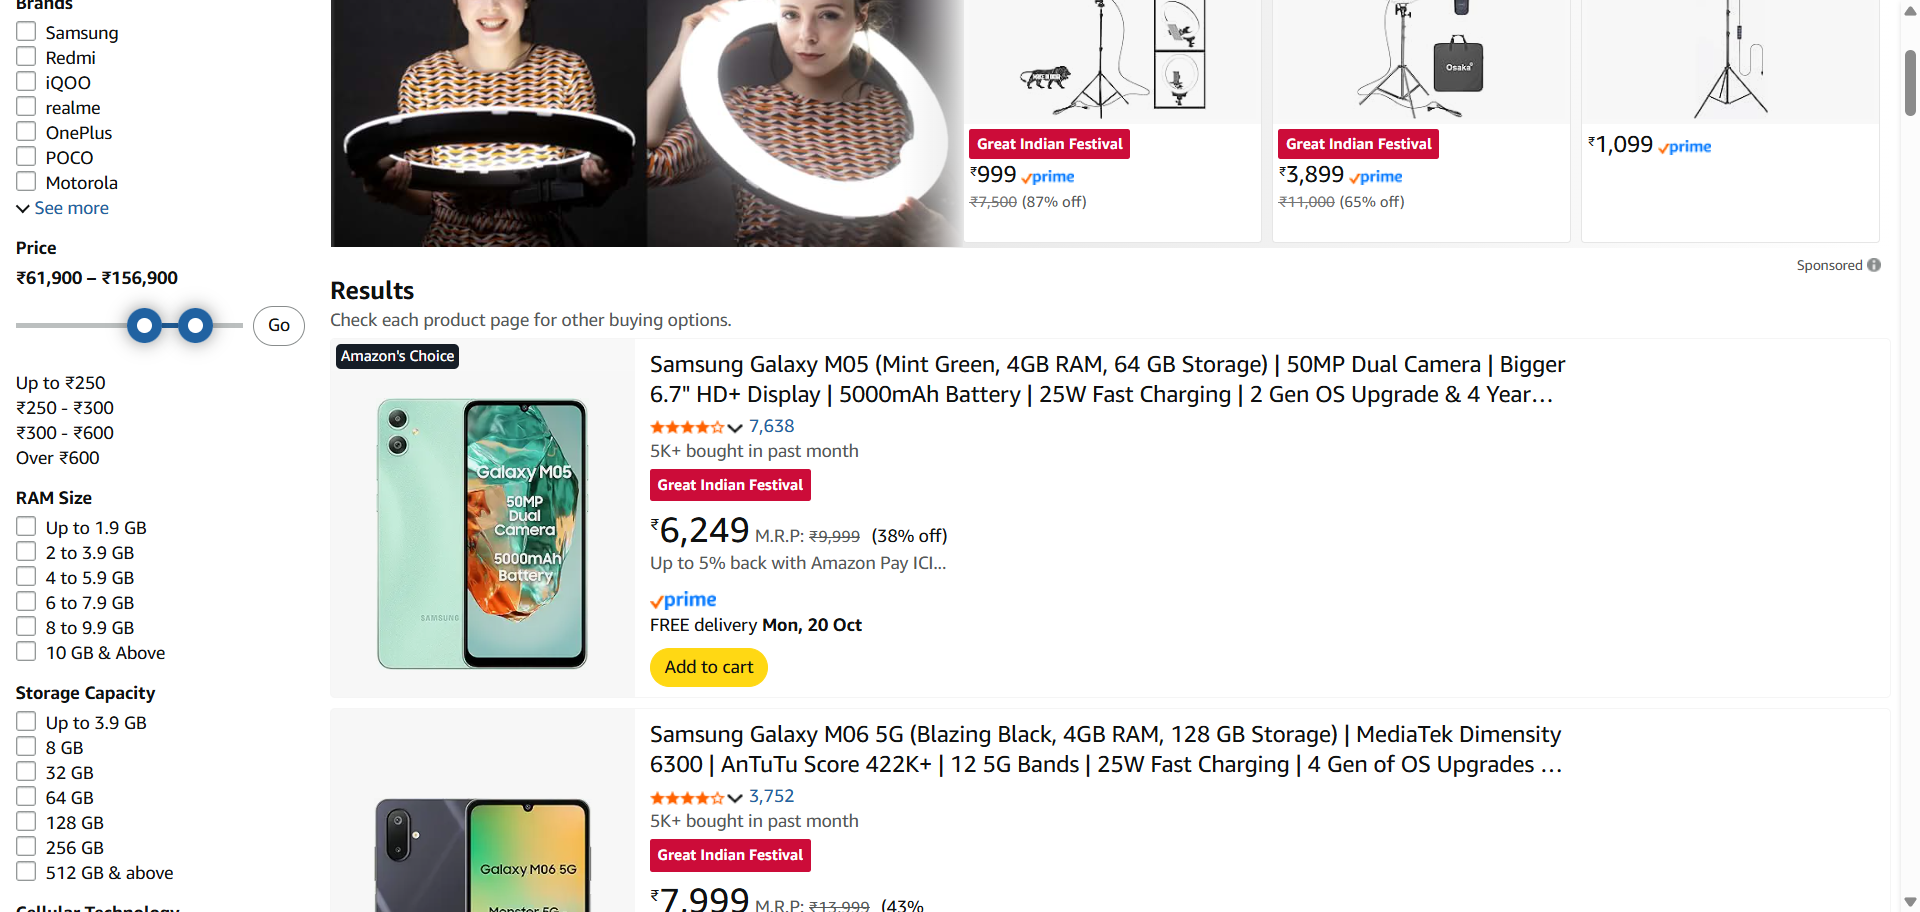 Brands
Samsung
Redmi
iQOO
realme
OnePlus
POCO
Motorola
See more
Price
₹61,900 – ₹156,900
Go
Up to ₹250
₹250 - ₹300
₹300 - ₹600
Over ₹600
RAM Size
Up to 1.9 GB
2 to 3.9 GB
4 to 5.9 GB
6 to 7.9 GB
8 to 9.9 GB
10 GB & Above
Storage Capacity
Up to 3.9 GB
8 GB
32 GB
64 GB
128 GB
256 GB
512 GB & above
Cellular Technology
MAKE IN INDIA
Great Indian Festival
₹999 prime
₹7,500 (87% off)
Osaka®
Great Indian Festival
₹3,899 prime
₹11,000 (65% off)
₹1,099 prime
Sponsored
Results
Check each product page for other buying options.
Amazon's Choice
Galaxy M05
50MP
Dual
Camera
5000mAh
Battery
SAMSUNG
Samsung Galaxy M05 (Mint Green, 4GB RAM, 64 GB Storage) | 50MP Dual Camera | Bigger
6.7" HD+ Display | 5000mAh Battery | 25W Fast Charging | 2 Gen OS Upgrade & 4 Year…
7,638
5K+ bought in past month
Great Indian Festival
₹6,249 M.R.P: ₹9,999 (38% off)
Up to 5% back with Amazon Pay ICI…
prime
FREE delivery Mon, 20 Oct
Add to cart
Galaxy M06 5G
Monster 5G
Samsung Galaxy M06 5G (Blazing Black, 4GB RAM, 128 GB Storage) | MediaTek Dimensity
6300 | AnTuTu Score 422K+ | 12 5G Bands | 25W Fast Charging | 4 Gen of OS Upgrades …
3,752
5K+ bought in past month
Great Indian Festival
₹7,999 M.R.P: ₹13,999 (43%